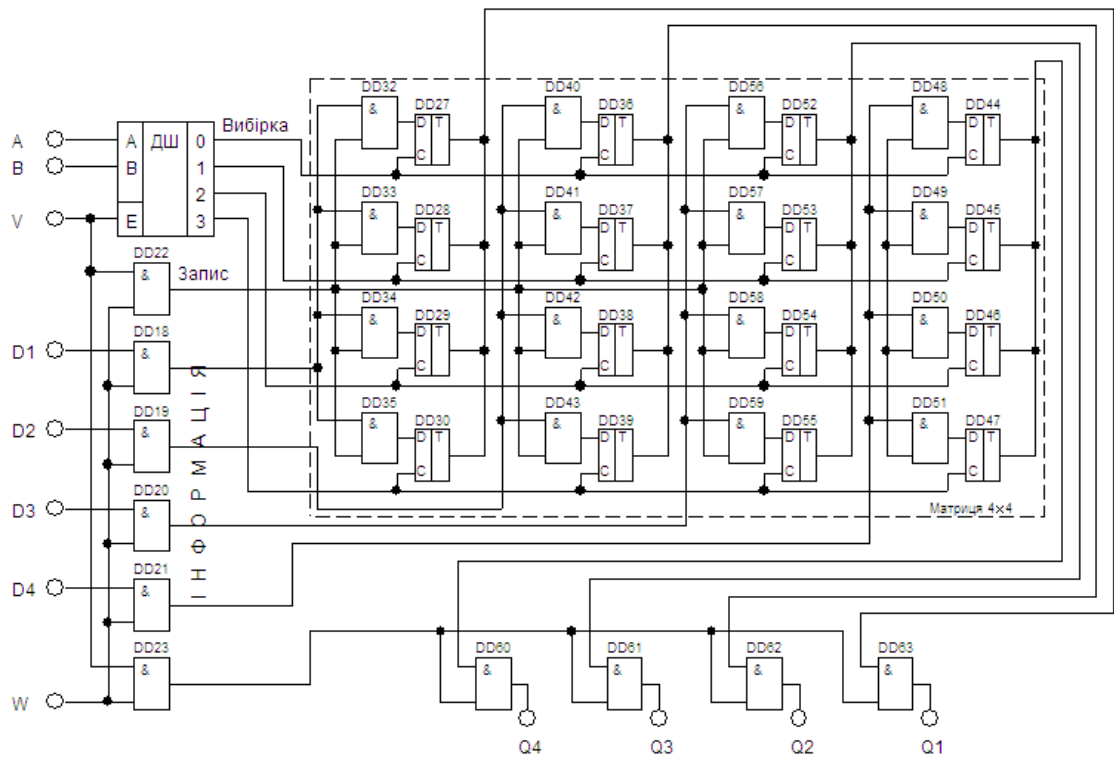 DD32 DD40 DD56 DD48
& DD27 & DD36 & DD52 & DD44
D T D T D T D T
C C C C
A A ДШ 0 Вибірка
B B 1
2
V E 3
DD33 DD41 DD57 DD49
& DD28 & DD37 & DD53 & DD45
D T D T D T D T
C C C C
DD22
& Запис
DD34 DD42 DD58 DD50
& DD29 & DD38 & DD54 & DD46
D T D T D T D T
C C C C
DD18
D1 &
DD35 DD43 DD59 DD51
& DD30 & DD39 & DD55 & DD47
D T D T D T D T
C C C C
DD19
D2 &
DD20
D3 &
Матриця 4×4
DD21
D4 &
ІНФОРМАЦІЯ
DD23
&
W
DD60 DD61 DD62 DD63
& & & &
Q4 Q3 Q2 Q1